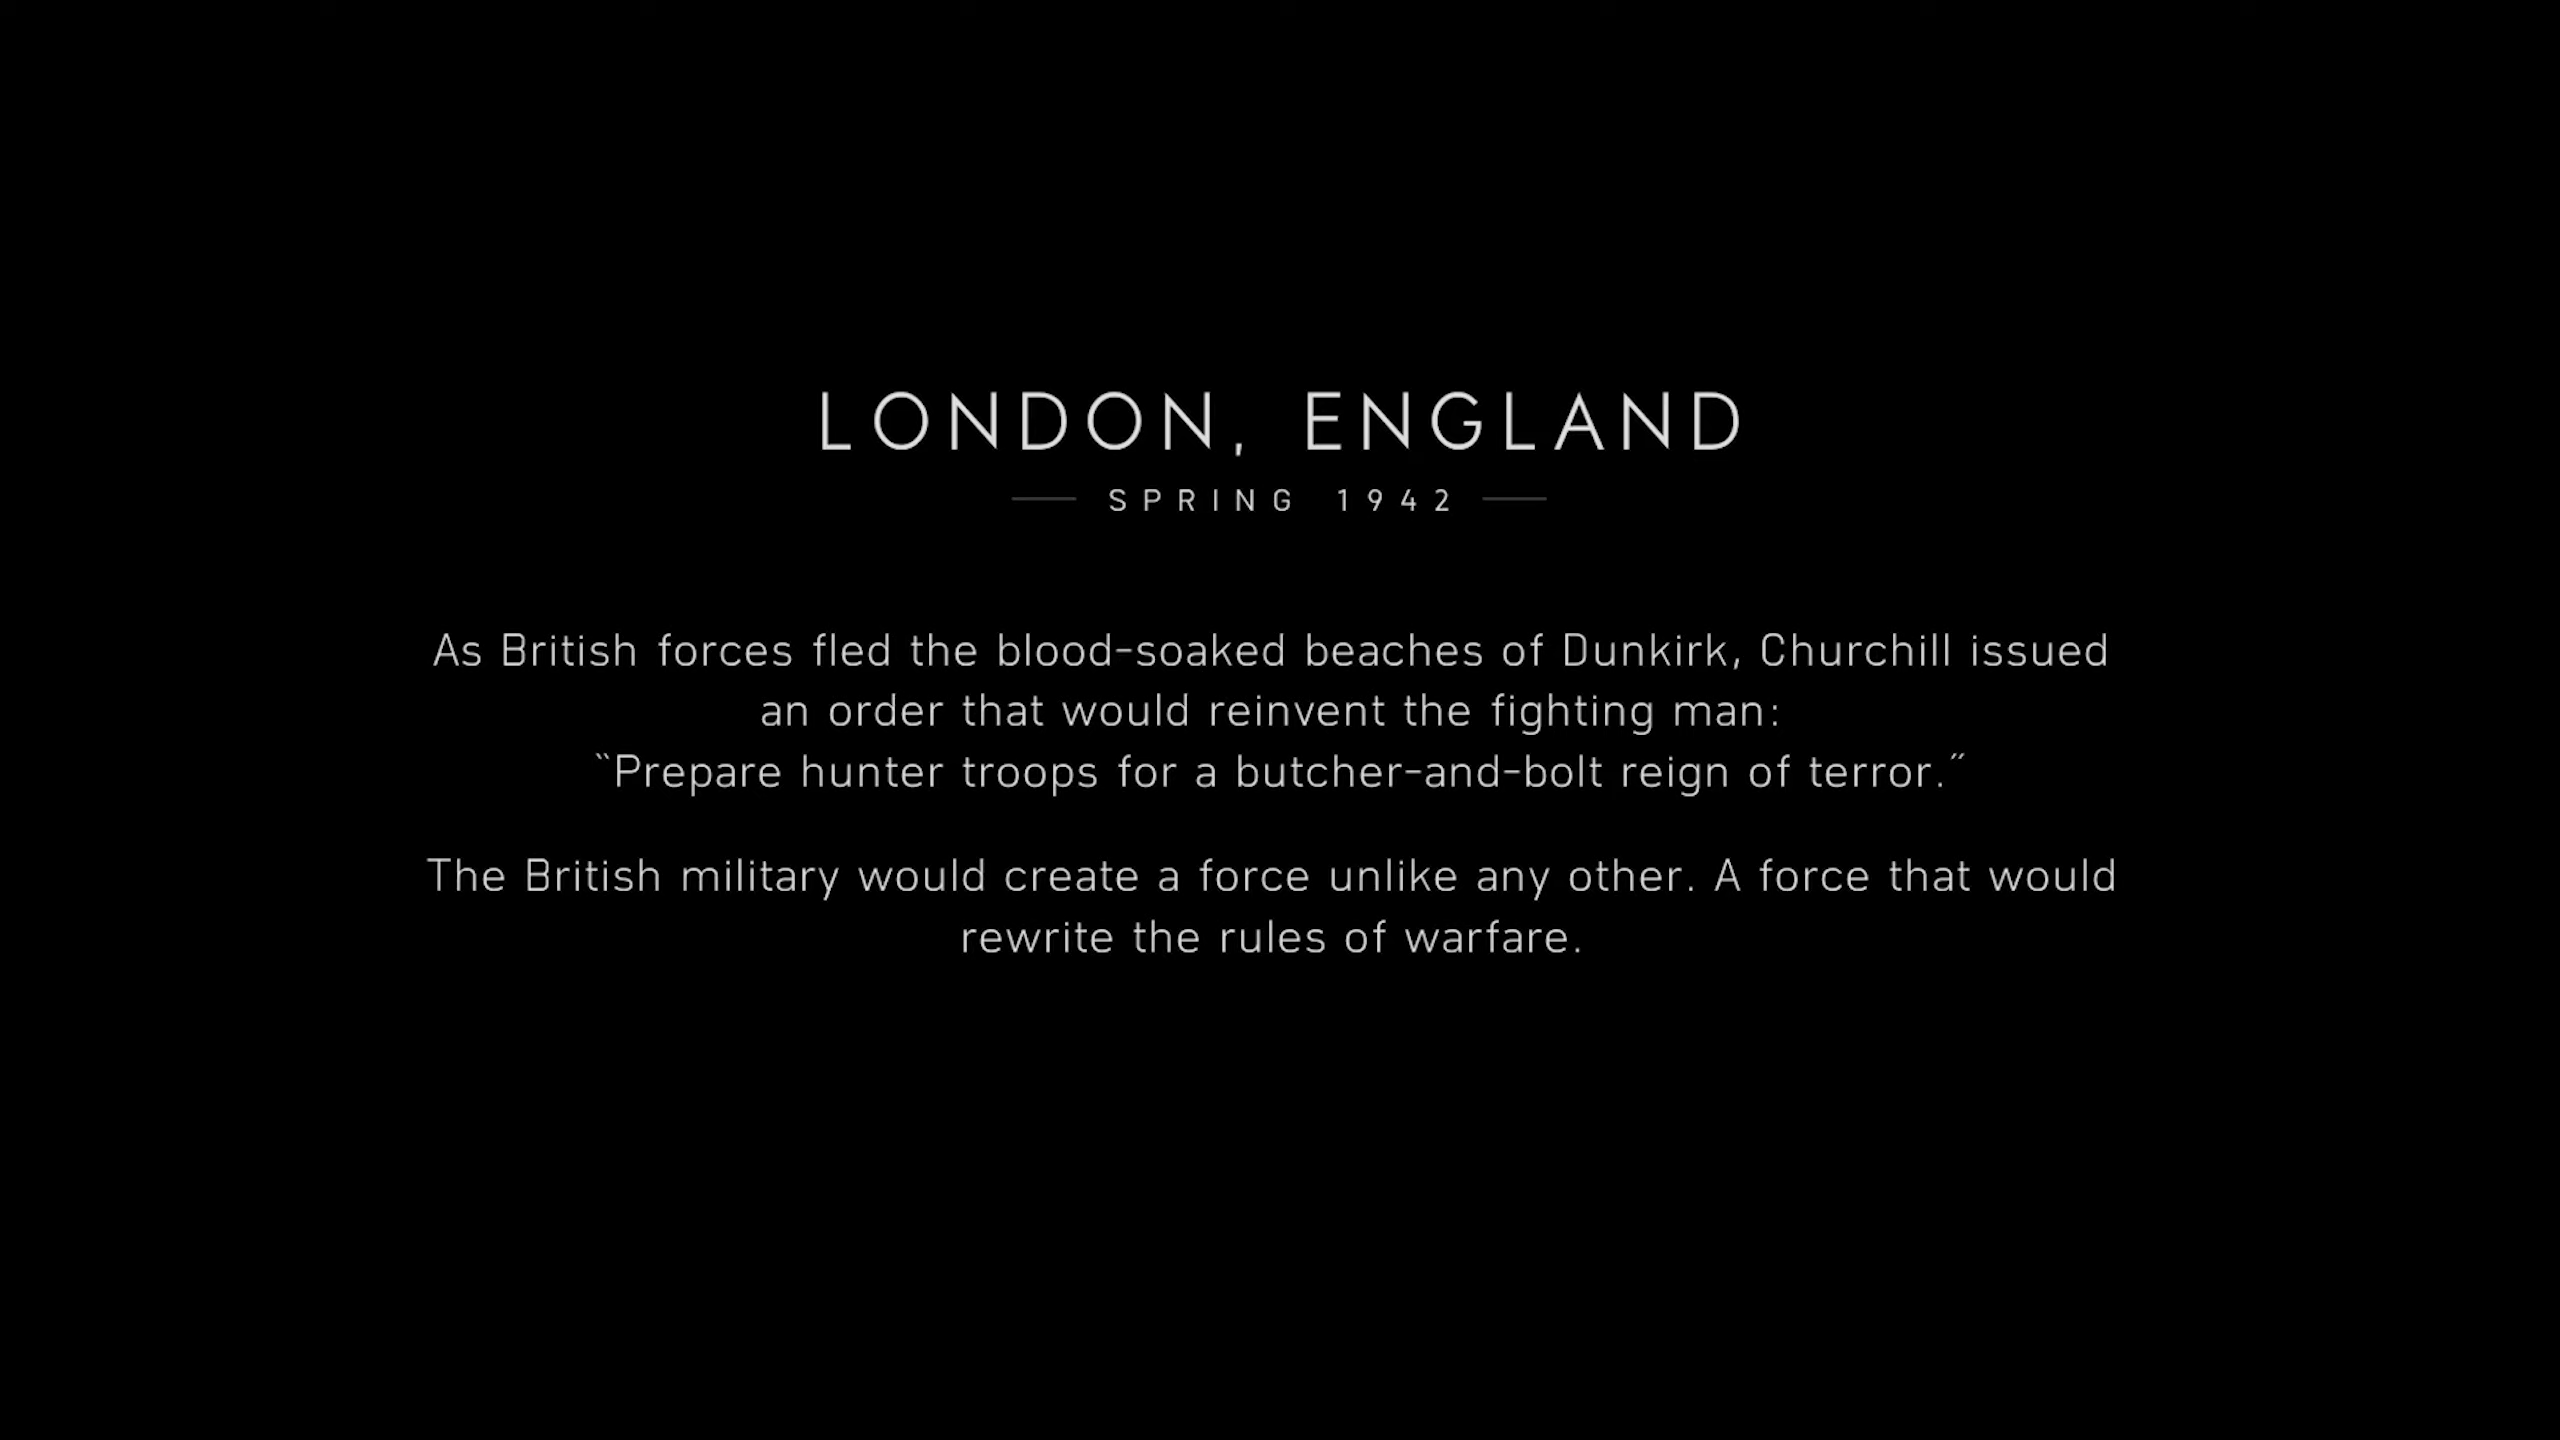 LONDON, ENGLAND
SPRING 1942
As British forces fled the blood-soaked beaches of Dunkirk, Churchill issued
an order that would reinvent the fighting man:
“Prepare hunter troops for a butcher-and-bolt reign of terror.”
The British military would create a force unlike any other. A force that would
rewrite the rules of warfare.